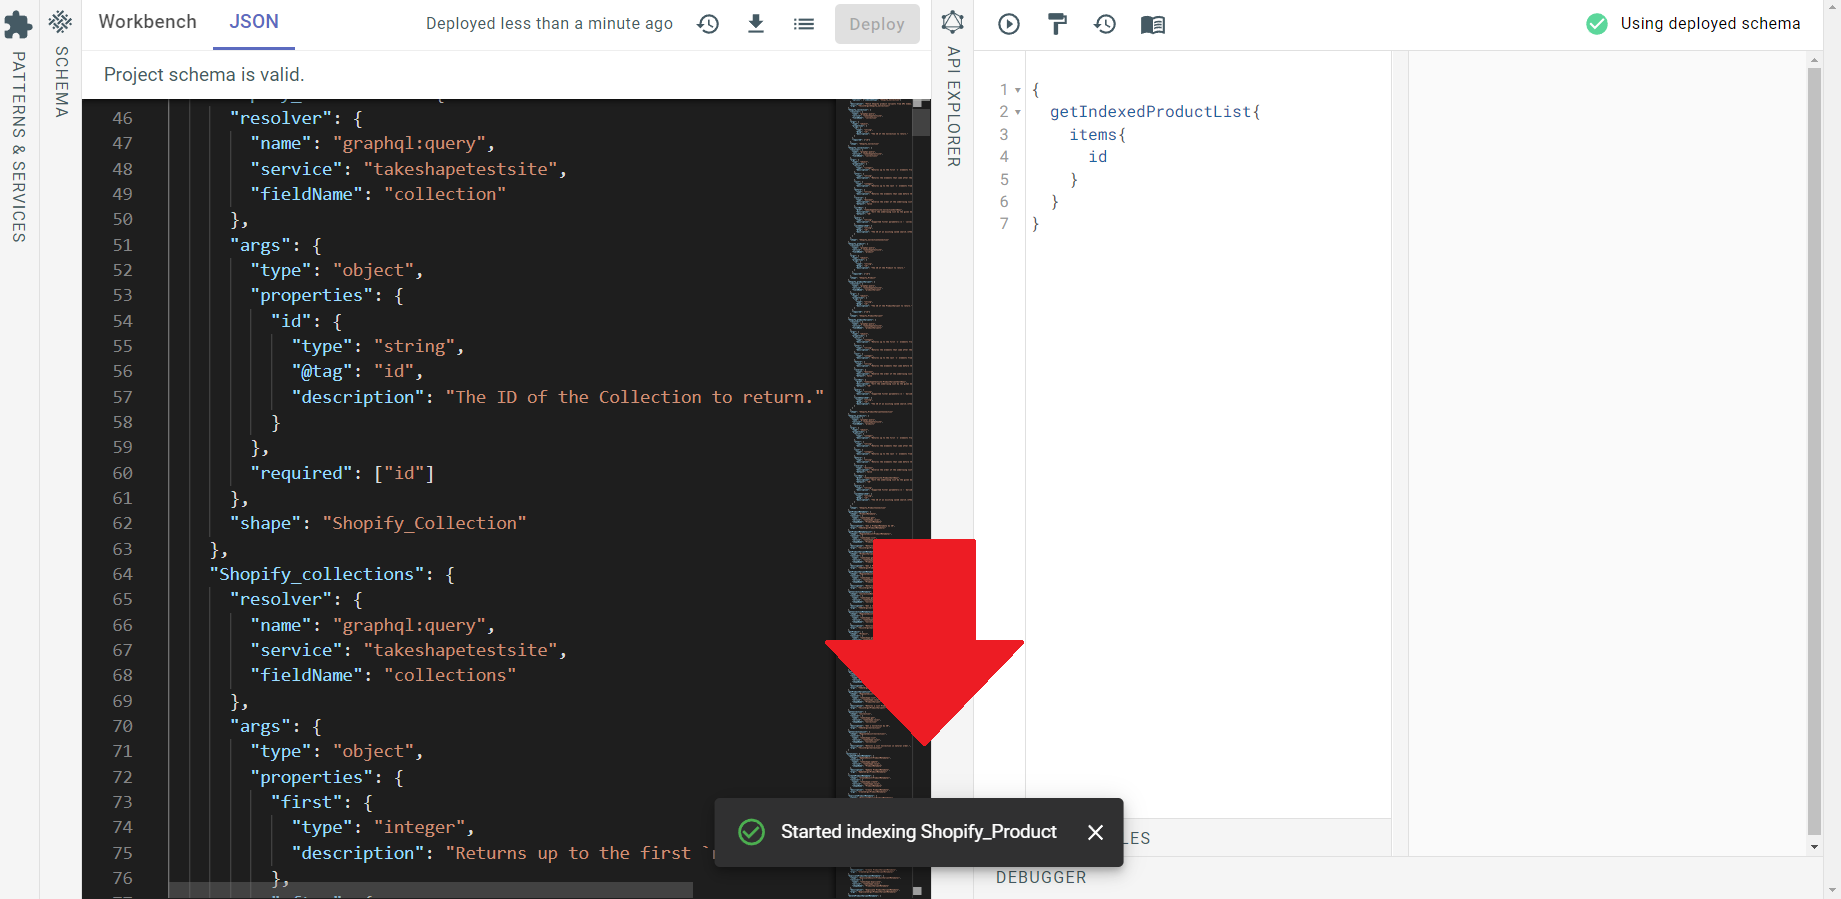 PATTERNS & SERVICES
SCHEMA
Workbench
JSON
Deployed less than a minute ago
Deploy
Project schema is valid.
46 "resolver": {
47 "name": "graphql:query",
48 "service": "takeshapetestsite",
49 "fieldName": "collection"
50 },
51 "args": {
52 "type": "object",
53 "properties": {
54 "id": {
55 "type": "string",
56 "@tag": "id",
57 "description": "The ID of the Collection to return."
58 }
59 },
60 "required": ["id"]
61 },
62 "shape": "Shopify_Collection"
63 },
64 "Shopify_collections": {
65 "resolver": {
66 "name": "graphql:query",
67 "service": "takeshapetestsite",
68 "fieldName": "collections"
69 },
70 "args": {
71 "type": "object",
72 "properties": {
73 "first": {
74 "type": "integer",
75 "description": "Returns up to the first `
76 },
API EXPLORER
Using deployed schema
1 {
2 getIndexedProductList{
3 items{
4 id
5 }
6 }
7 }
Started indexing Shopify_Product
LES
DEBUGGER